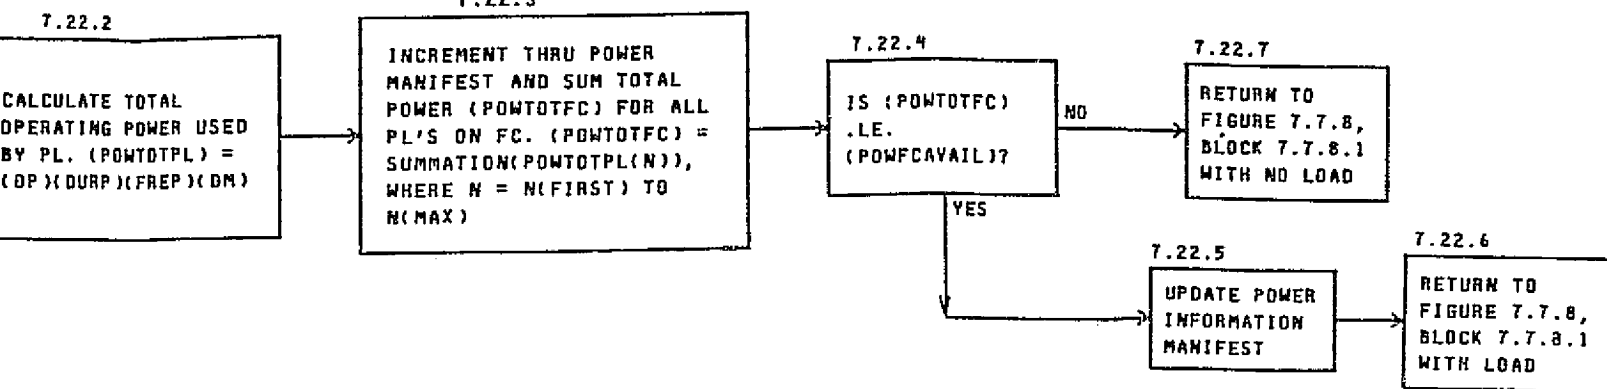 7.22.2
CALCULATE TOTAL
OPERATING POWER USED
BY PL. (POWTOTPL) =
(OP)(DURP)(FREP)(DM)
7.22.3
INCREMENT THRU POWER
MANIFEST AND SUM TOTAL
POWER (POWTOTFC) FOR ALL
PL'S ON FC. (POWTOTFC) =
SUMMATION(POWTOTPL(N)),
WHERE N = N(FIRST) TO
N(MAX)
7.22.4
IS (POWTOTFC)
.LE.
(POWFCAVAIL)?
NO
YES
7.22.7
RETURN TO
FIGURE 7.7.8,
BLOCK 7.7.8.1
WITH NO LOAD
7.22.5
UPDATE POWER
INFORMATION
MANIFEST
7.22.6
RETURN TO
FIGURE 7.7.8,
BLOCK 7.7.8.1
WITH LOAD